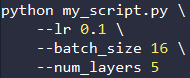 python my_script.py \
    --lr 0.1 \
    --batch_size 16 \
    --num_layers 5